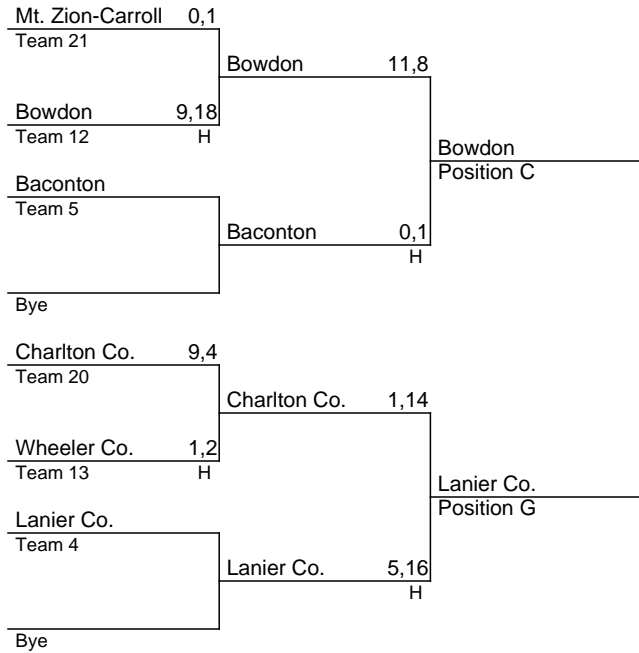 Mt. Zion-Carroll 0,1
Team 21
Bowdon 11,8
Bowdon 9,18
Team 12 H
Bowdon
Position C
Baconton
Team 5
Baconton 0,1
H
Bye
Charlton Co. 9,4
Team 20
Charlton Co. 1,14
Wheeler Co. 1,2
Team 13 H
Lanier Co.
Position G
Lanier Co.
Team 4
Lanier Co. 5,16
H
Bye